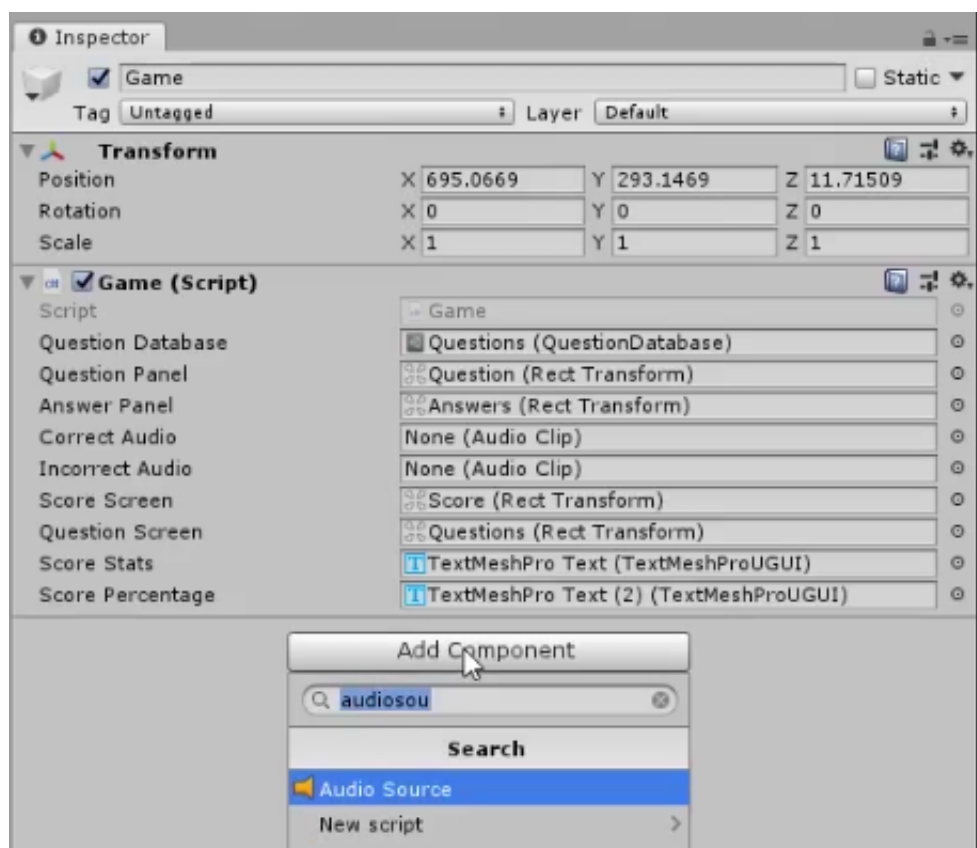 Inspector
Game Static
Tag Untagged Layer Default
Transform
Position X 695.0669 Y 293.1469 Z 11.71509
Rotation X 0 Y 0 Z 0
Scale X 1 Y 1 Z 1
Game (Script)
Script Game
Question Database Questions (QuestionDatabase)
Question Panel Question (Rect Transform)
Answer Panel Answers (Rect Transform)
Correct Audio None (Audio Clip)
Incorrect Audio None (Audio Clip)
Score Screen Score (Rect Transform)
Question Screen Questions (Rect Transform)
Score Stats TextMeshPro Text (TextMeshProUGUI)
Score Percentage TextMeshPro Text (2) (TextMeshProUGUI)
Add Component
audiosou
Search
Audio Source
New script